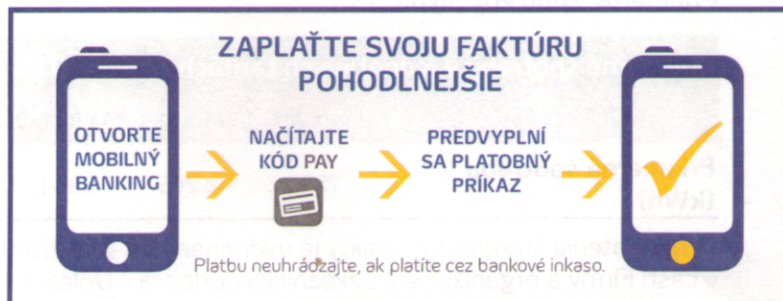 ZAPLAŤTE SVOJU FAKTÚRU
POHODLNEJŠIE
OTVORTE
MOBILNÝ
BANKING
NAČÍTAJTE
KÓD PAY
PREDVYPLNÍ
SA PLATOBNÝ
PRÍKAZ
Platbu neuhrádzajte, ak platíte cez bankové inkaso.